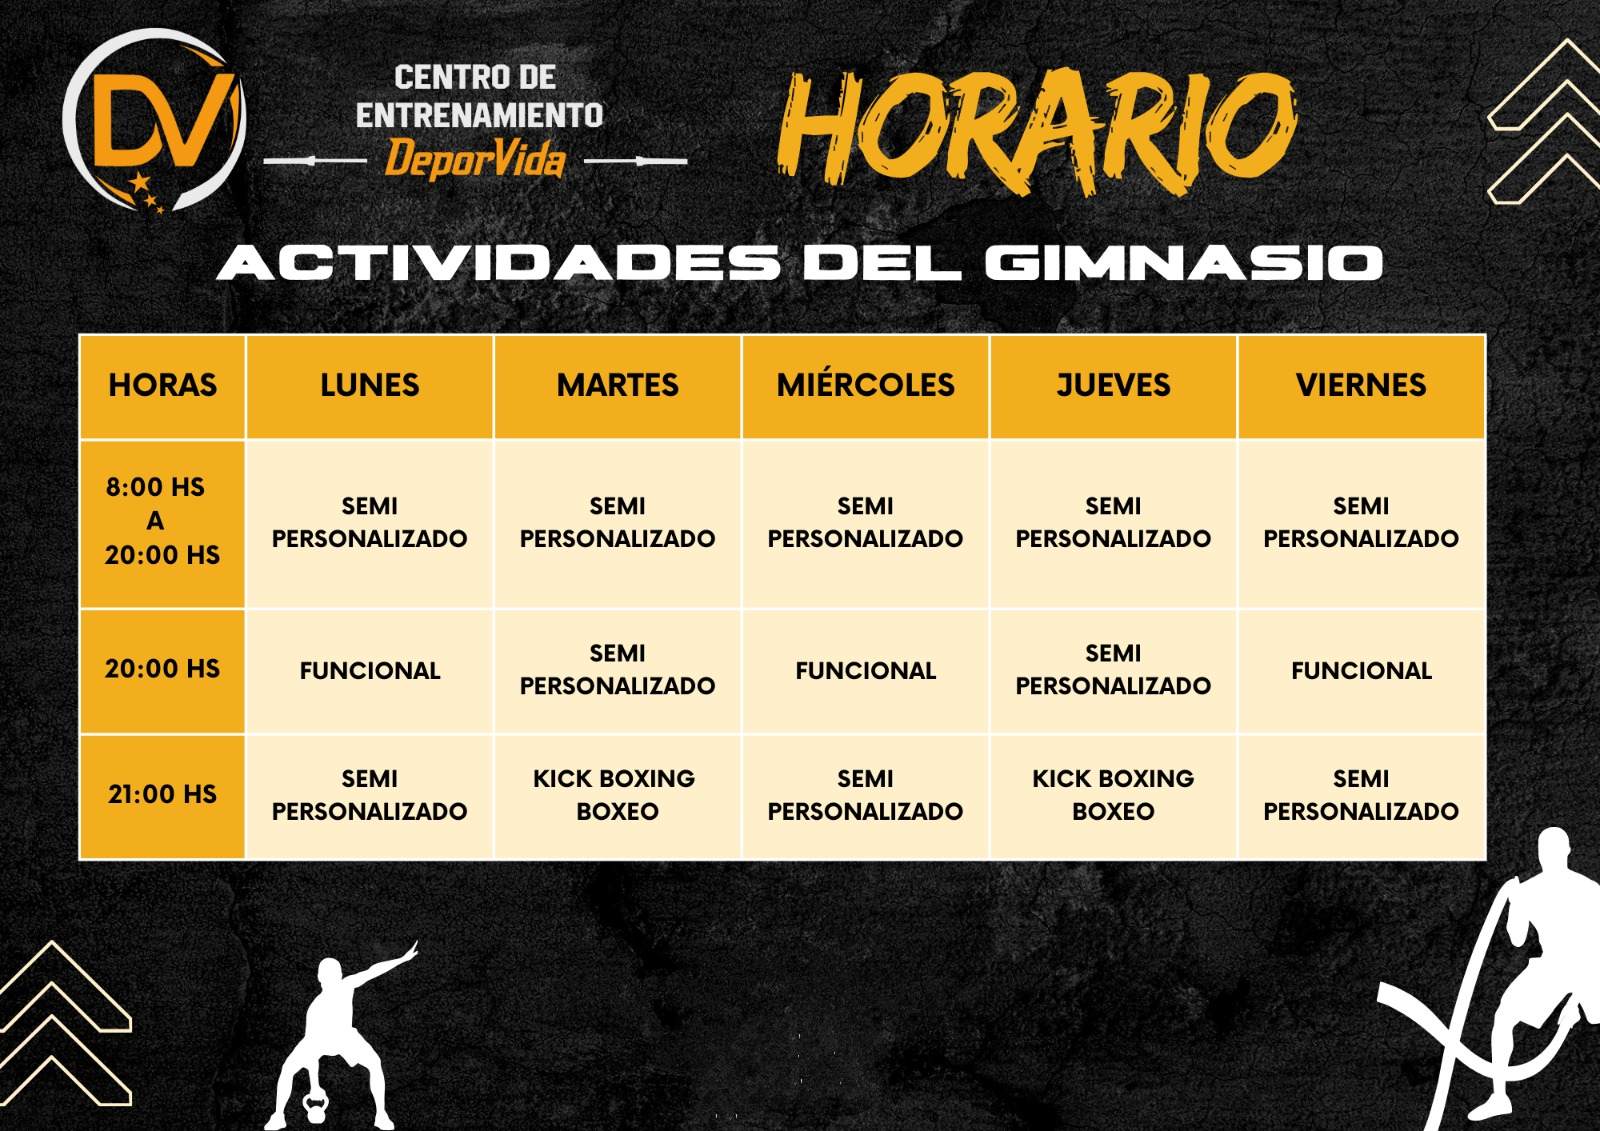 DV
CENTRO DE
ENTRENAMIENTO
DeporVida
HORARIO
ACTIVIDADES DEL GIMNASIO
HORAS LUNES MARTES MIÉRCOLES JUEVES VIERNES
8:00 HS
A
20:00 HS
SEMI
PERSONALIZADO
SEMI
PERSONALIZADO
SEMI
PERSONALIZADO
SEMI
PERSONALIZADO
SEMI
PERSONALIZADO
20:00 HS
FUNCIONAL
SEMI
PERSONALIZADO
FUNCIONAL
SEMI
PERSONALIZADO
FUNCIONAL
21:00 HS
SEMI
PERSONALIZADO
KICK BOXING
BOXEO
SEMI
PERSONALIZADO
KICK BOXING
BOXEO
SEMI
PERSONALIZADO